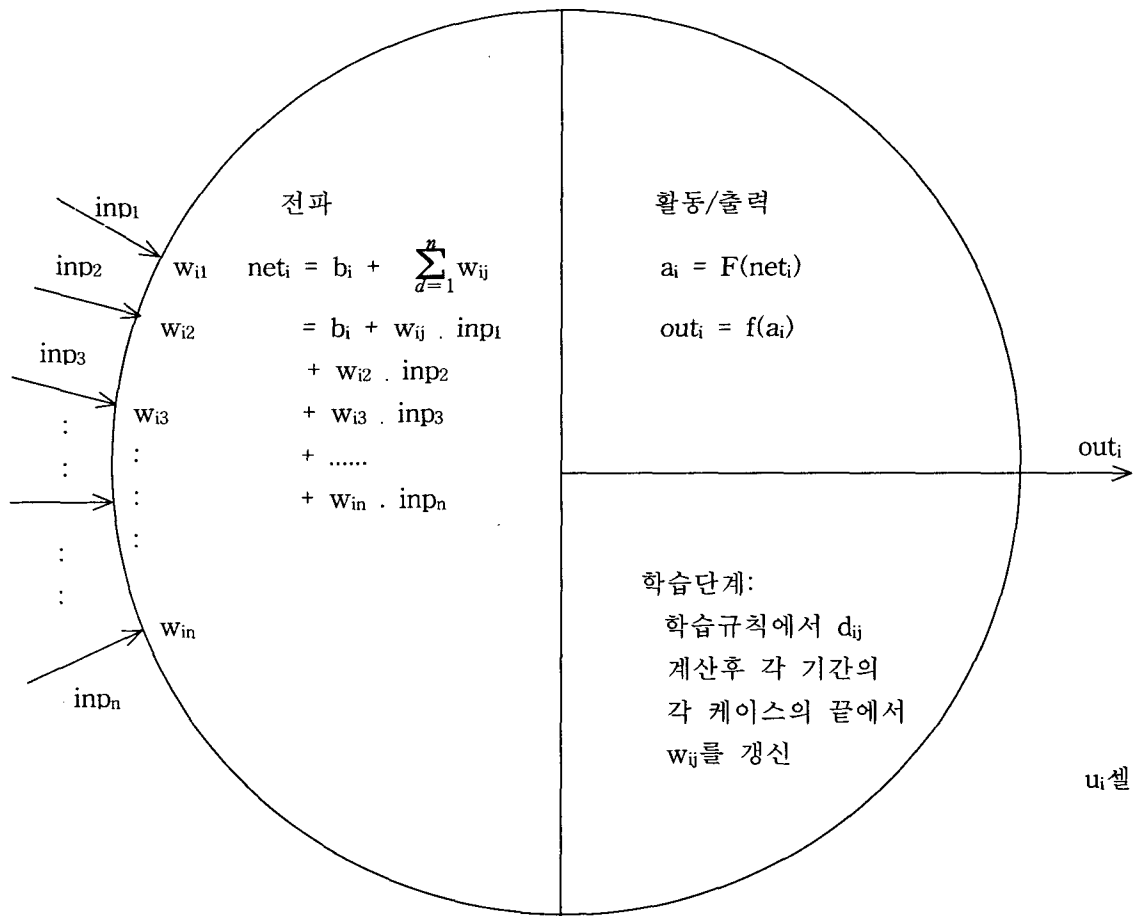 inp₁
inp₂
inp₃
:
:
:
:
inpₙ
wᵢ₁
wᵢ₂
wᵢ₃
:
:
:
wᵢₙ
전파
netᵢ = bᵢ + ∑ⁿd=1 wᵢⱼ
= bᵢ + wᵢⱼ . inp₁
+ wᵢ₂ . inp₂
+ wᵢ₃ . inp₃
+ ......
+ wᵢₙ . inpₙ
활동/출력
aᵢ = F(netᵢ)
outᵢ = f(aᵢ)
outᵢ
학습단계:
학습규칙에서 dᵢⱼ
계산후 각 기간의
각 케이스의 끝에서
wᵢⱼ를 갱신
uᵢ셀